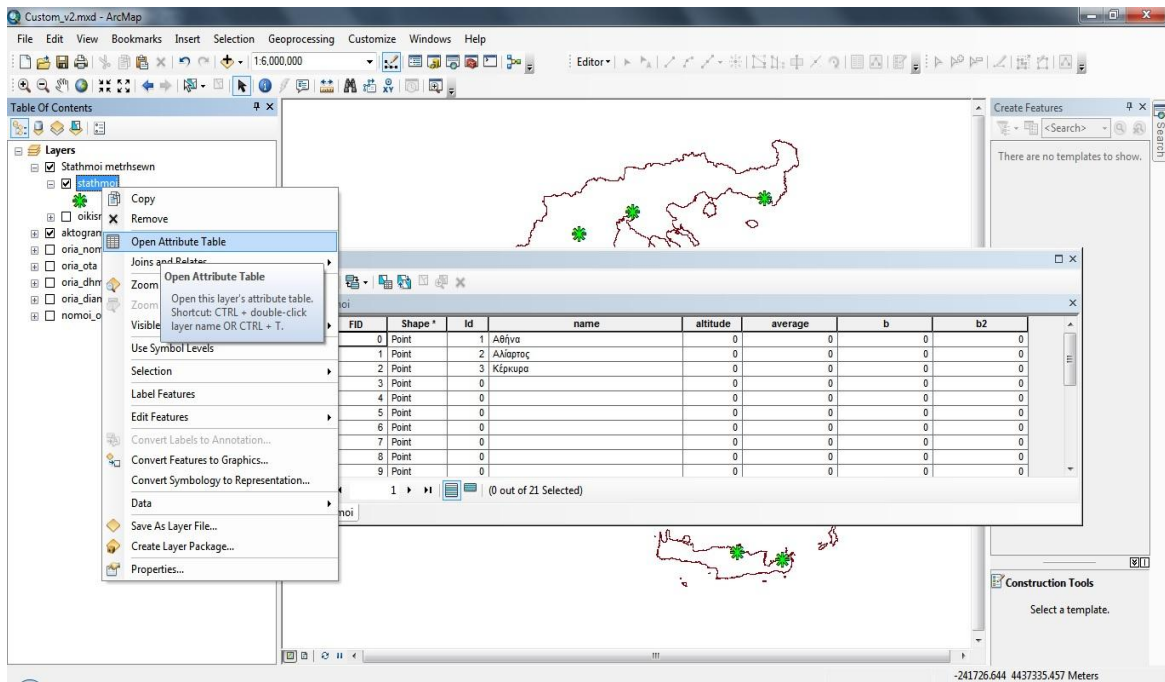 Custom_v2.mxd - ArcMap
File Edit View Bookmarks Insert Selection Geoprocessing Customize Windows Help
1:6,000,000
Editor
Table Of Contents
Layers
Stathmoi metrhsewn
stathmoi
oikisr
aktogran
oria_nom
oria_ota
oria_dhm
oria_dian
nomoi_o
Copy
Remove
Open Attribute Table
Joins and Relates
Zoom
Zoom
Visible
Use Symbol Levels
Selection
Label Features
Edit Features
Convert Labels to Annotation...
Convert Features to Graphics...
Convert Symbology to Representation...
Data
Save As Layer File...
Create Layer Package...
Properties...
Open Attribute Table
Open this layer's attribute table.
Shortcut: CTRL + double-click
layer name OR CTRL + T.
moi
FID Shape * Id name altitude average b b2
0 Point 1 Αθήνα 0 0 0 0
1 Point 2 Αλίαρτος 0 0 0 0
2 Point 3 Κέρκυρα 0 0 0 0
3 Point 0 0 0 0 0
4 Point 0 0 0 0 0
5 Point 0 0 0 0 0
6 Point 0 0 0 0 0
7 Point 0 0 0 0 0
8 Point 0 0 0 0 0
9 Point 0 0 0 0 0
1 (0 out of 21 Selected)
moi
Create Features
<Search>
There are no templates to show.
Search
Construction Tools
Select a template.
-241726.644 4437335.457 Meters